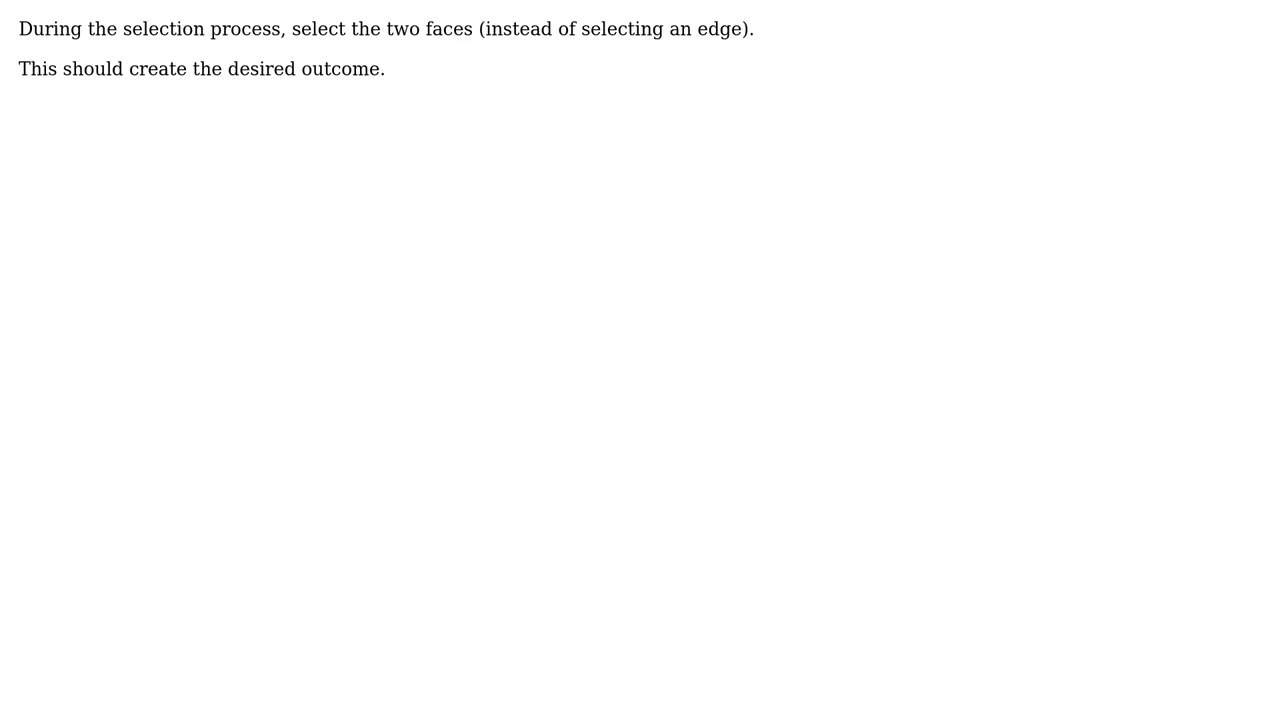 During the selection process, select the two faces (instead of selecting an edge).
This should create the desired outcome.